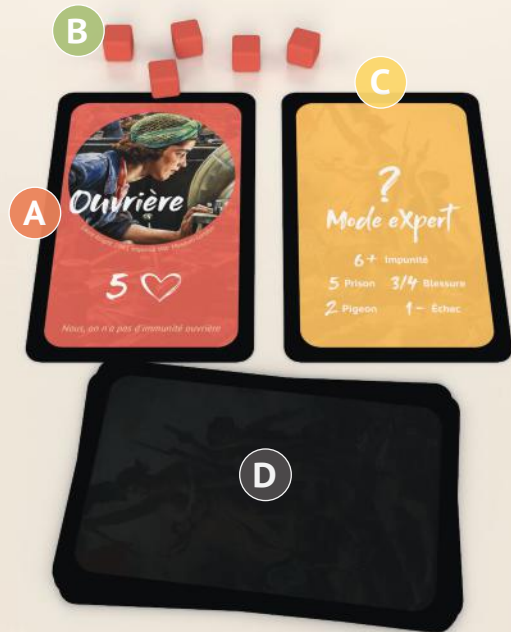 B
C
A
D
Ouvrière
5
Nous, on n'a pas d'immunité ouvrière
?
Mode eXpert
6+ Impunité
5 Prison 3/4 Blessure
2 Pigeon 1- Échec